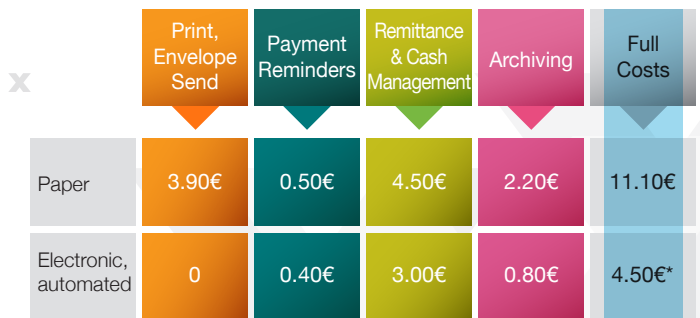 Print,
Envelope
Send
Payment
Reminders
Remittance
& Cash
Management
Archiving
Full
Costs
x
Paper
3.90€
0.50€
4.50€
2.20€
11.10€
Electronic,
automated
0
0.40€
3.00€
0.80€
4.50€*